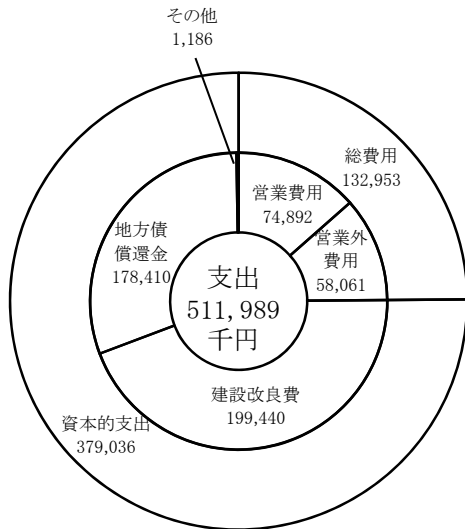 その他
1,186
総費用
132,953
営業費用
74,892
営業外
費用
58,061
地方債
償還金
178,410
支出
511,989
千円
建設改良費
199,440
資本的支出
379,036